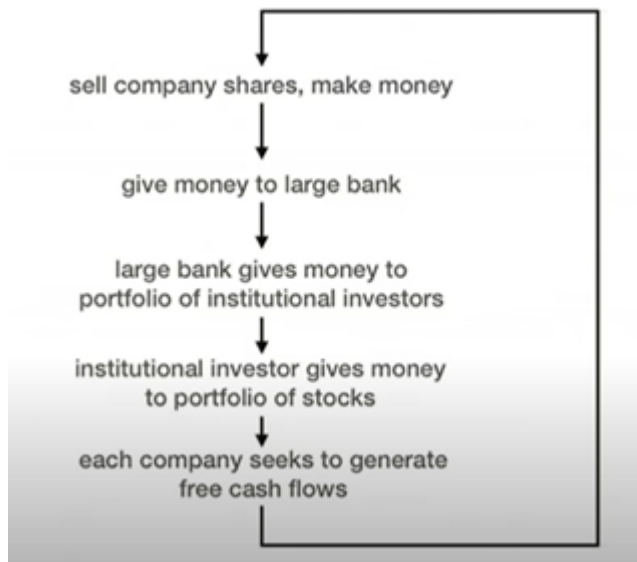 sell company shares, make money
give money to large bank
large bank gives money to
portfolio of institutional investors
institutional investor gives money
to portfolio of stocks
each company seeks to generate
free cash flows